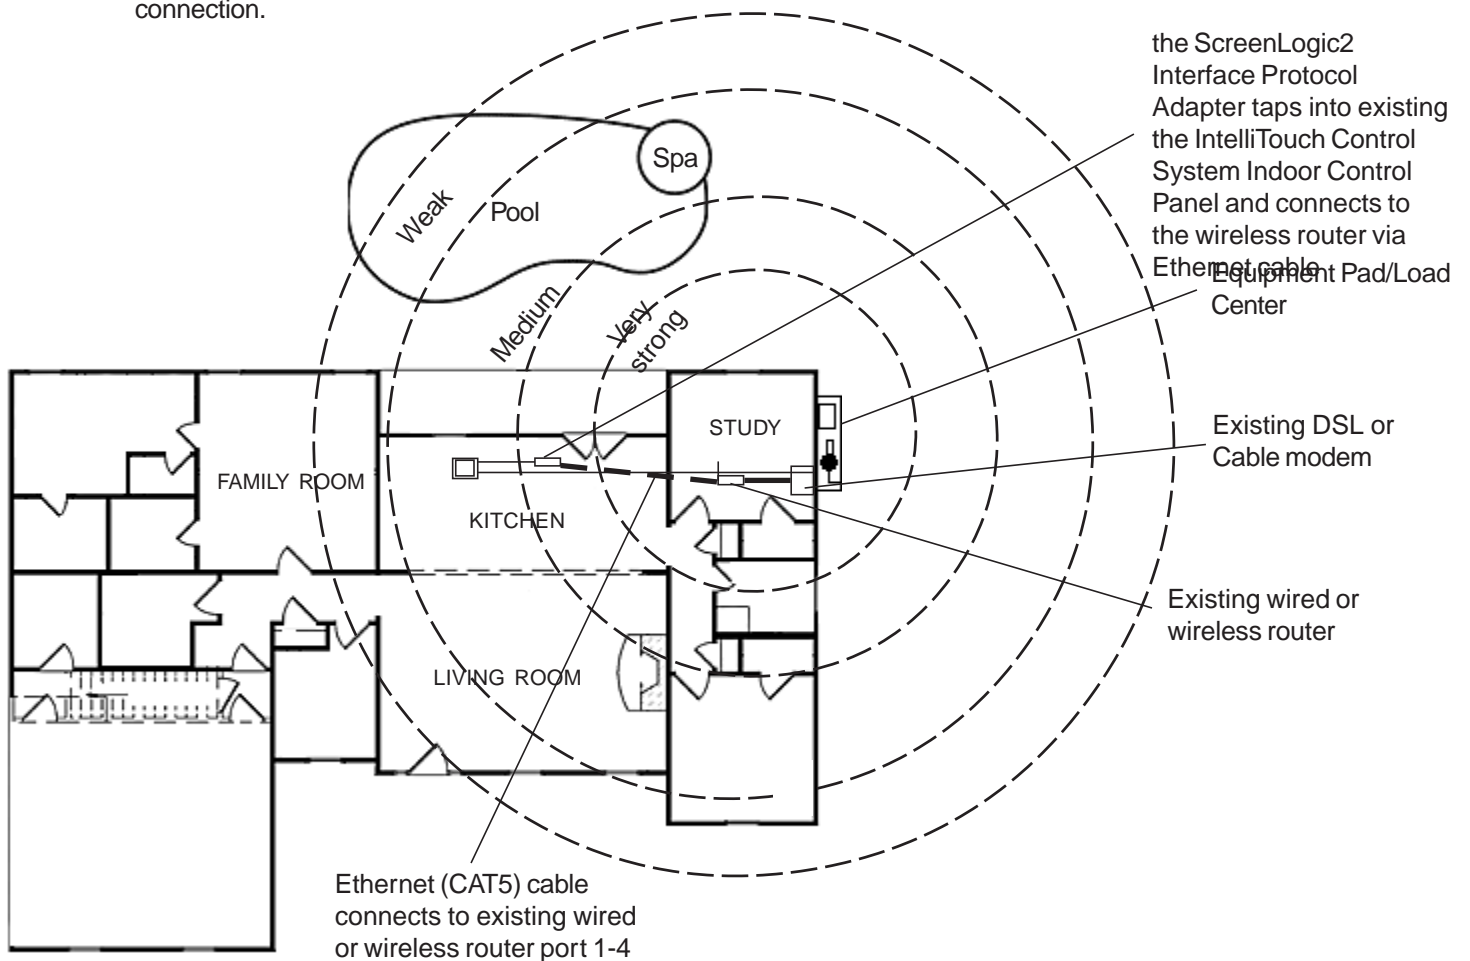 connection.
the ScreenLogic2
Interface Protocol
Adapter taps into existing
the IntelliTouch Control
System Indoor Control
Panel and connects to
the wireless router via
Ethernet cable
Equipment Pad/Load
Center
Spa
Pool
Weak
Medium
Very
strong
STUDY
Existing DSL or
Cable modem
FAMILY ROOM
KITCHEN
Existing wired or
wireless router
LIVING ROOM
Ethernet (CAT5) cable
connects to existing wired
or wireless router port 1-4